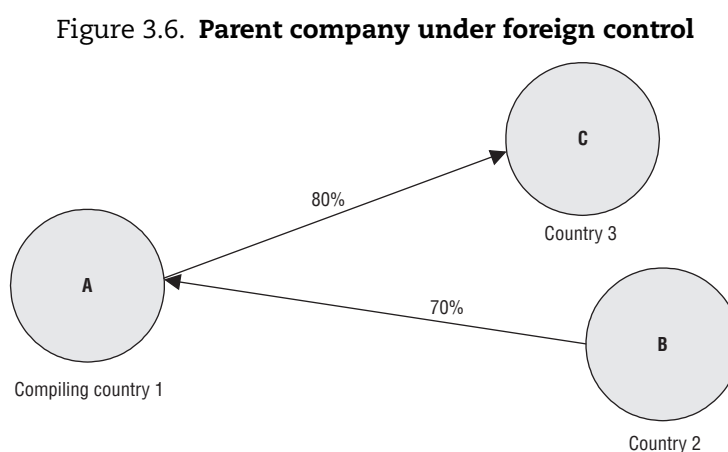 Figure 3.6. Parent company under foreign control
C
80%
Country 3
A
70%
B
Compiling country 1
Country 2